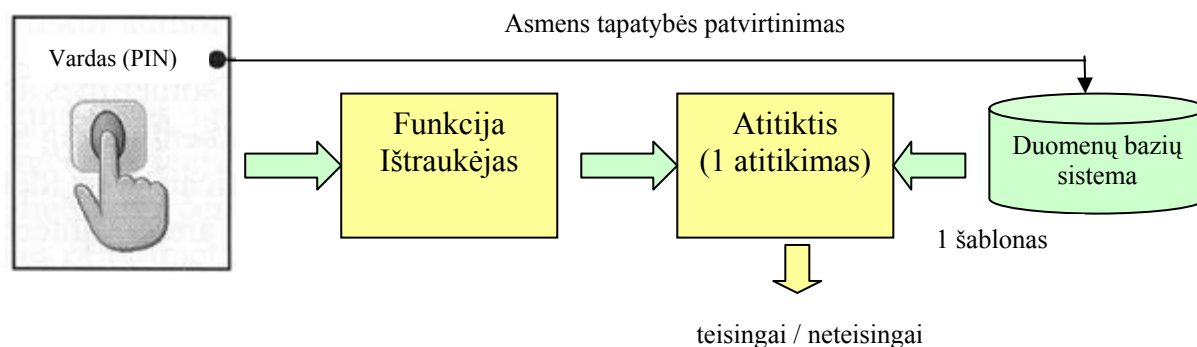 Asmens tapatybės patvirtinimas
Vardas (PIN)
Funkcija
Ištraukėjas
Atitiktis
(1 atitikimas)
Duomenų bazių
sistema
1 šablonas
teisingai / neteisingai